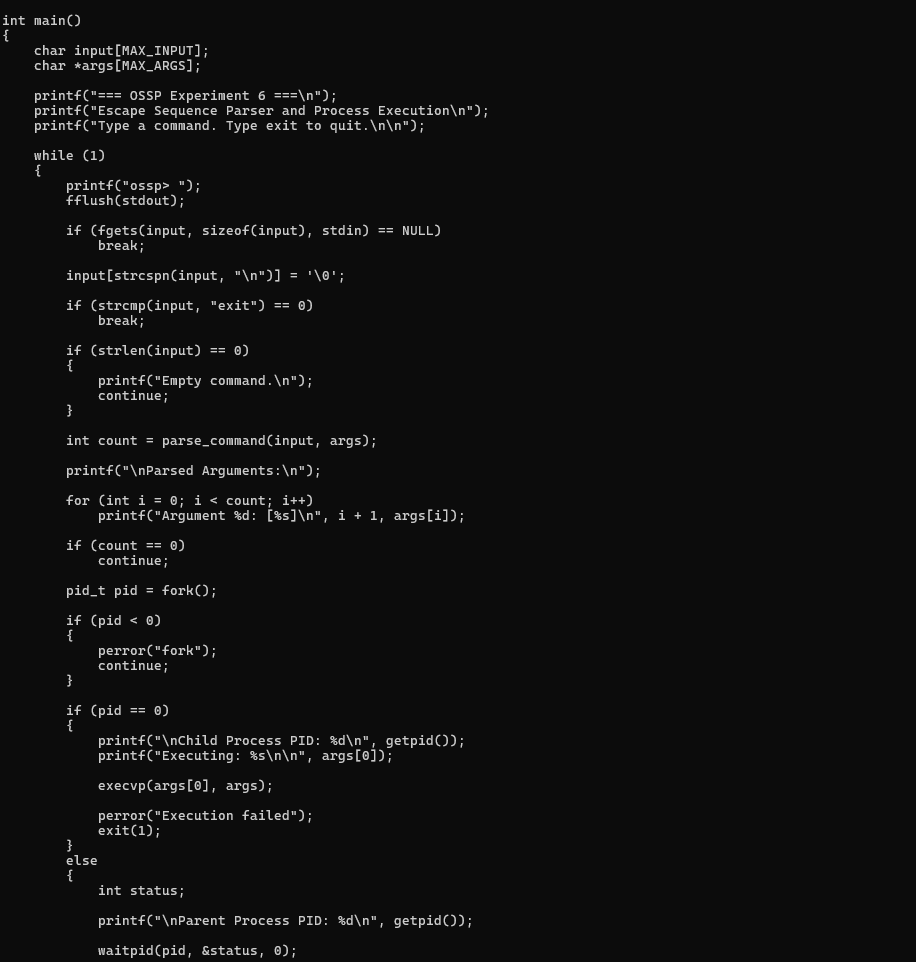 int main()
{
    char input[MAX_INPUT];
    char *args[MAX_ARGS];

    printf("=== OSSP Experiment 6 ===\n");
    printf("Escape Sequence Parser and Process Execution\n");
    printf("Type a command. Type exit to quit.\n\n");

    while (1)
    {
        printf("ossp> ");
        fflush(stdout);

        if (fgets(input, sizeof(input), stdin) == NULL)
            break;

        input[strcspn(input, "\n")] = '\0';

        if (strcmp(input, "exit") == 0)
            break;

        if (strlen(input) == 0)
        {
            printf("Empty command.\n");
            continue;
        }

        int count = parse_command(input, args);

        printf("\nParsed Arguments:\n");

        for (int i = 0; i < count; i++)
            printf("Argument %d: [%s]\n", i + 1, args[i]);

        if (count == 0)
            continue;

        pid_t pid = fork();

        if (pid < 0)
        {
            perror("fork");
            continue;
        }

        if (pid == 0)
        {
            printf("\nChild Process PID: %d\n", getpid());
            printf("Executing: %s\n\n", args[0]);

            execvp(args[0], args);

            perror("Execution failed");
            exit(1);
        }
        else
        {
            int status;

            printf("\nParent Process PID: %d\n", getpid());

            waitpid(pid, &status, 0);